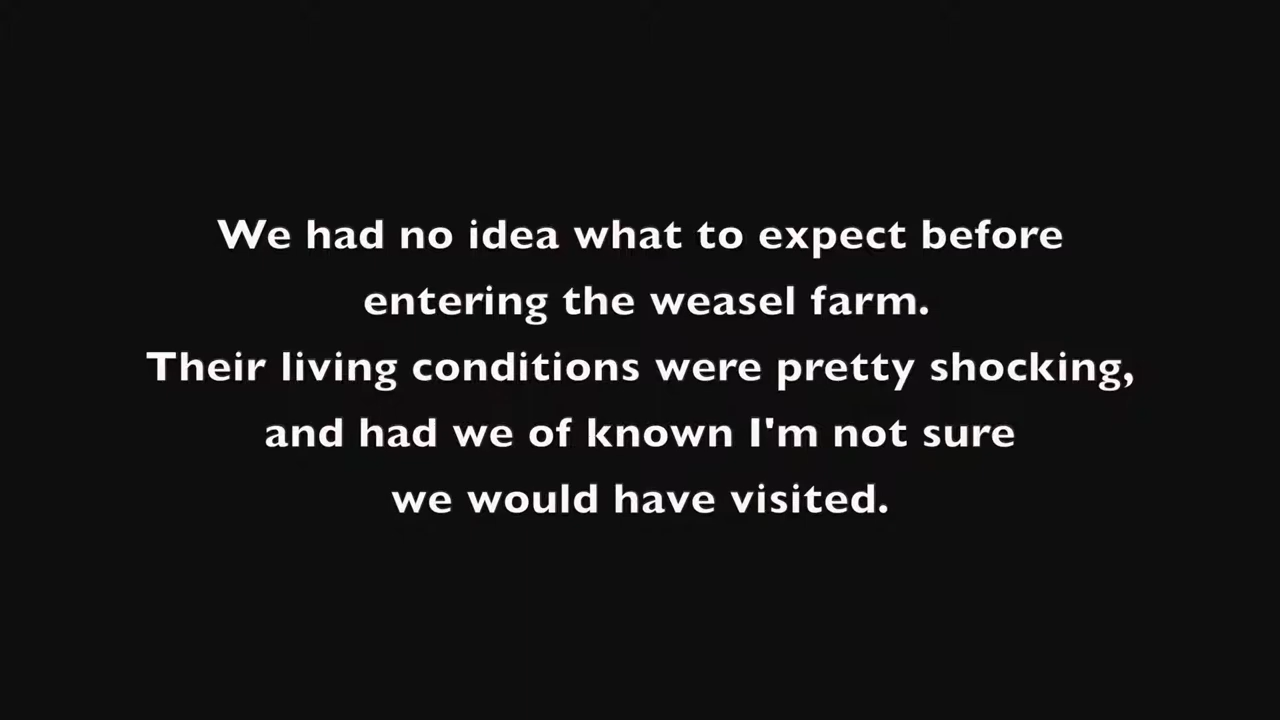 We had no idea what to expect before
entering the weasel farm.
Their living conditions were pretty shocking,
and had we of known I'm not sure
we would have visited.